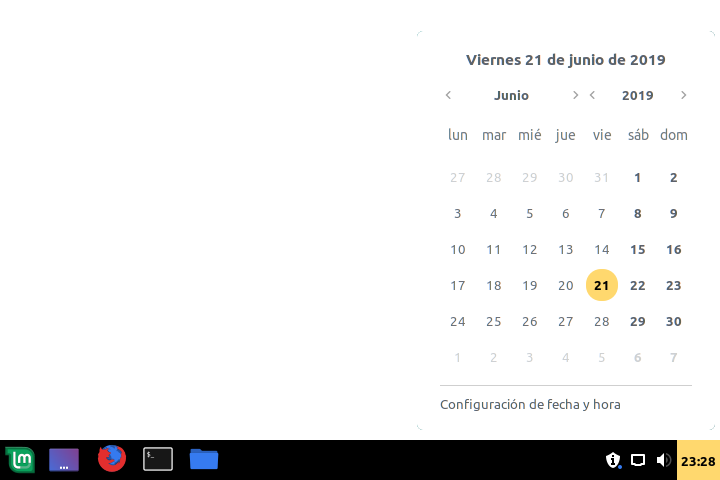 Viernes 21 de junio de 2019
Junio 2019
lun mar mié jue vie sáb dom
27 28 29 30 31 1 2
3 4 5 6 7 8 9
10 11 12 13 14 15 16
17 18 19 20 21 22 23
24 25 26 27 28 29 30
1 2 3 4 5 6 7
Configuración de fecha y hora
lm $_ 23:28